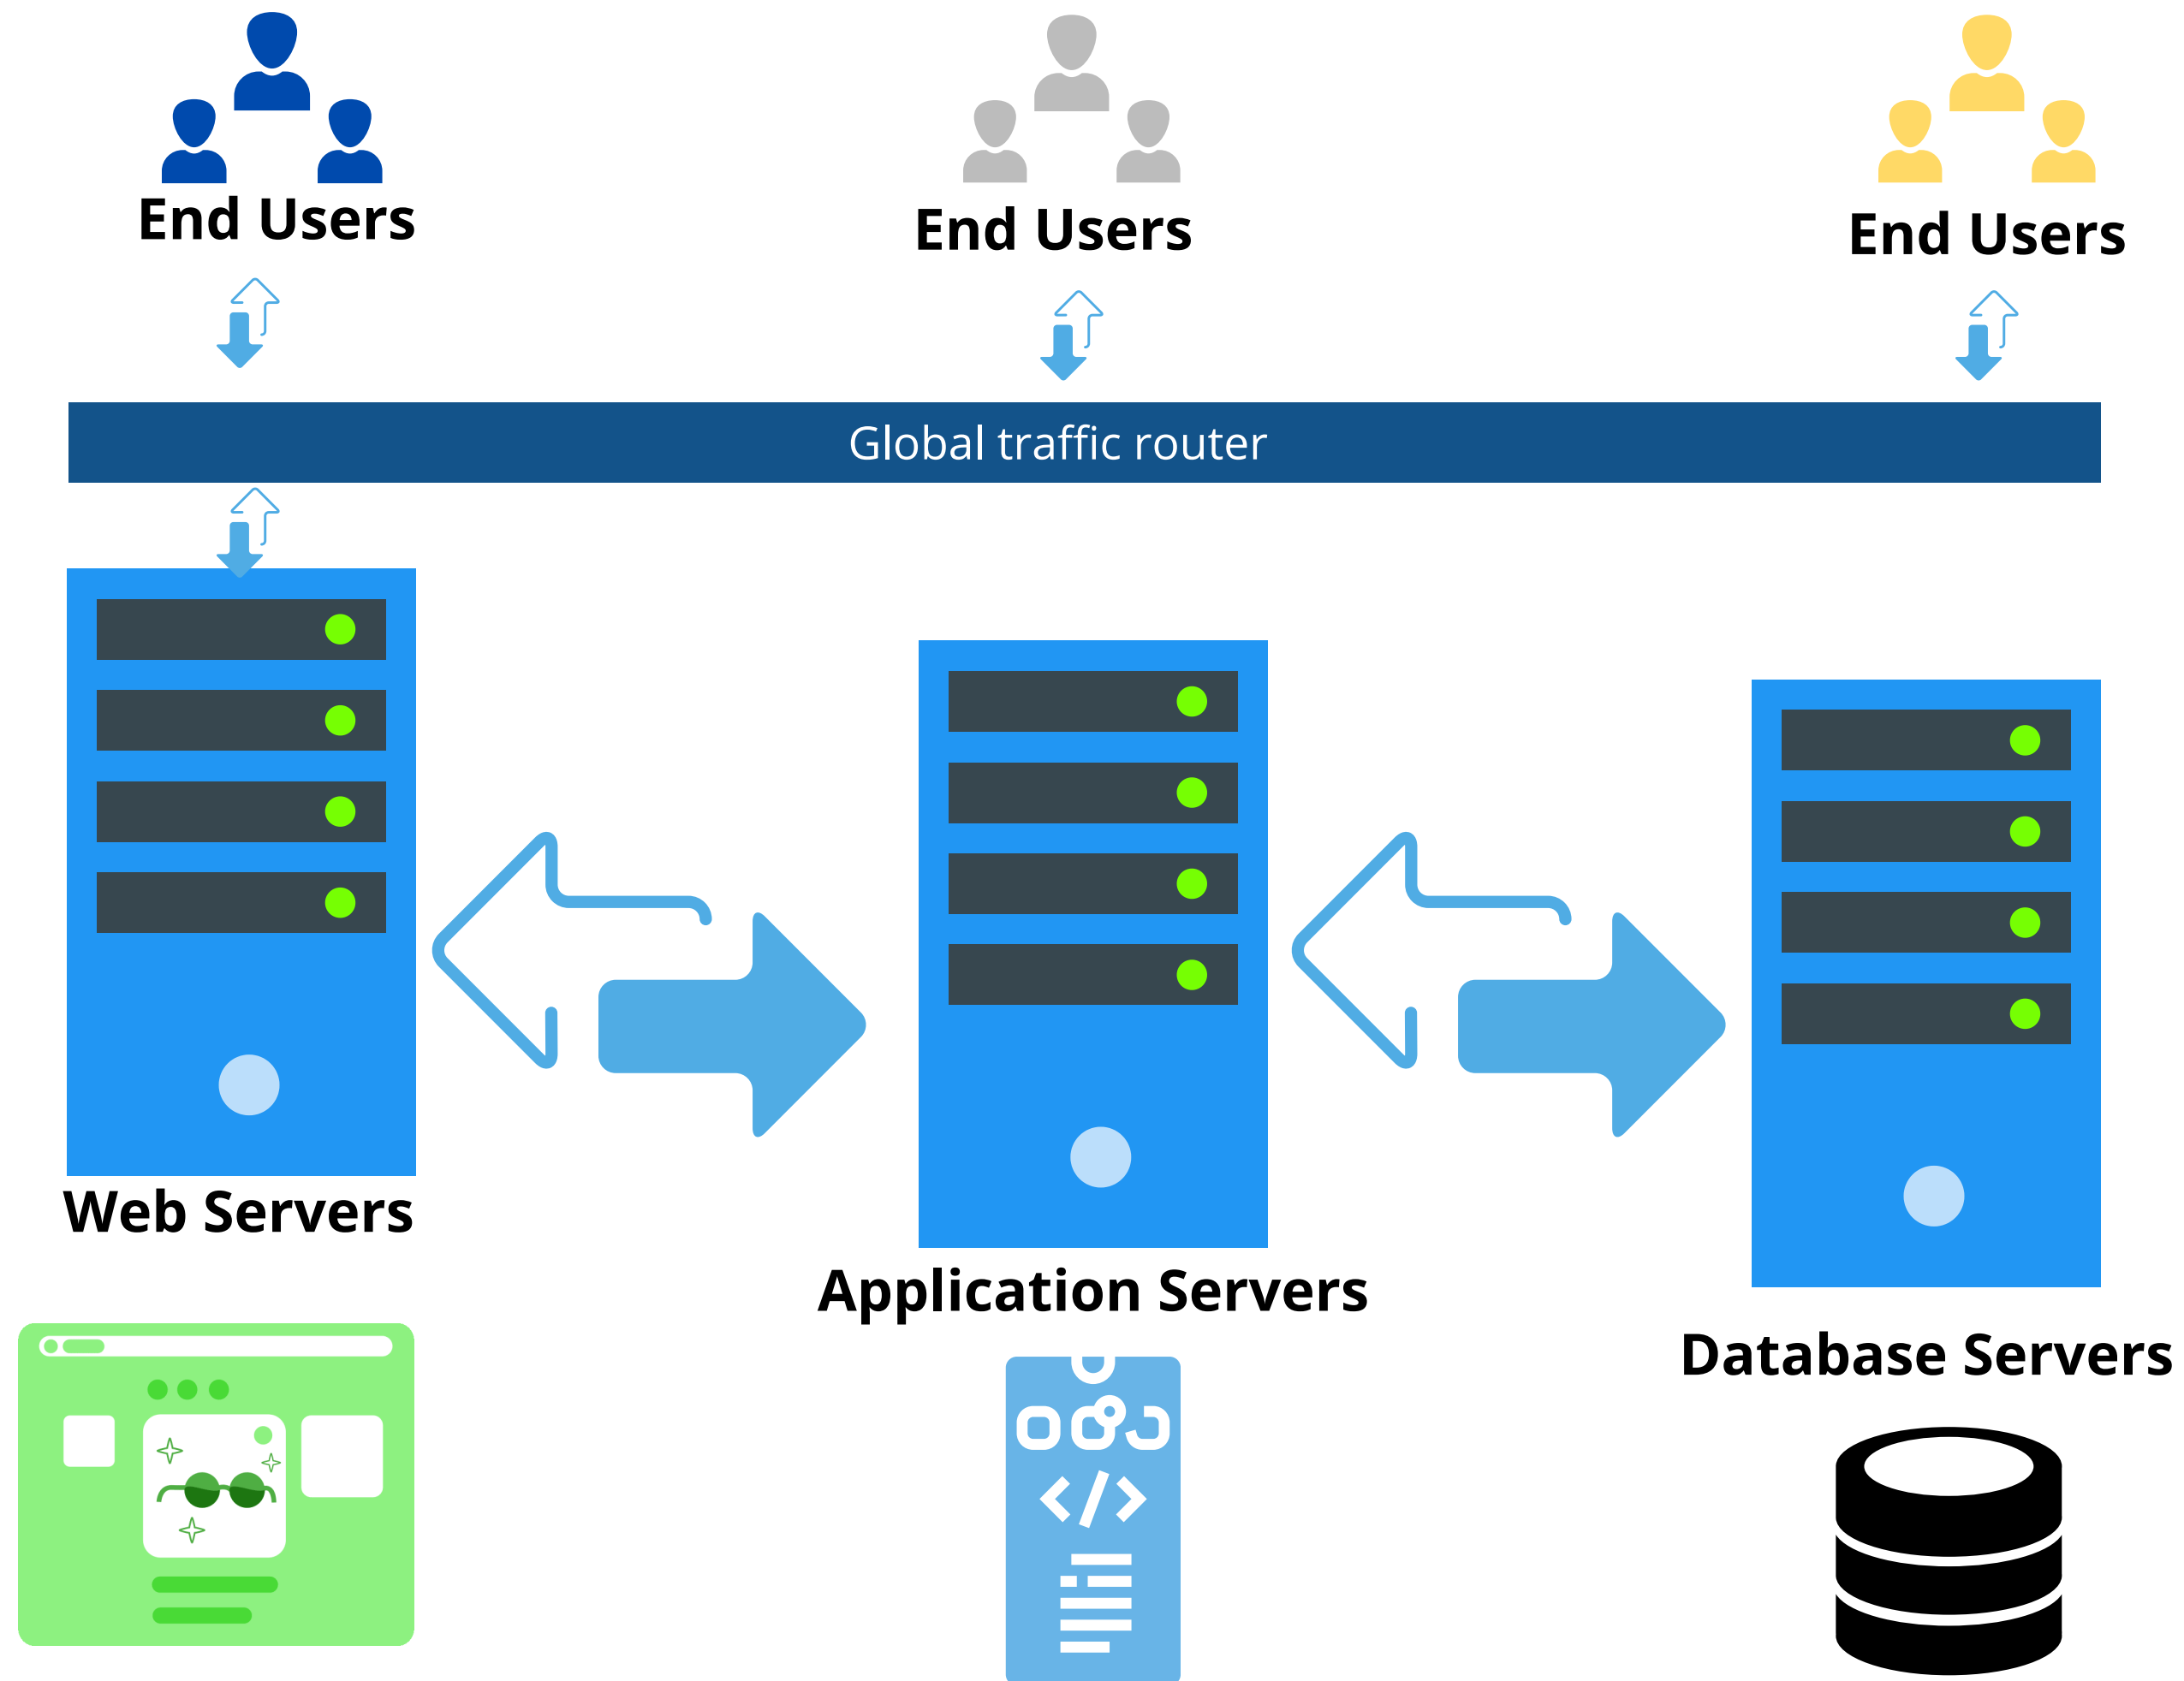 End Users
End Users
End Users
Global traffic router
Web Servers
Application Servers
Database Servers